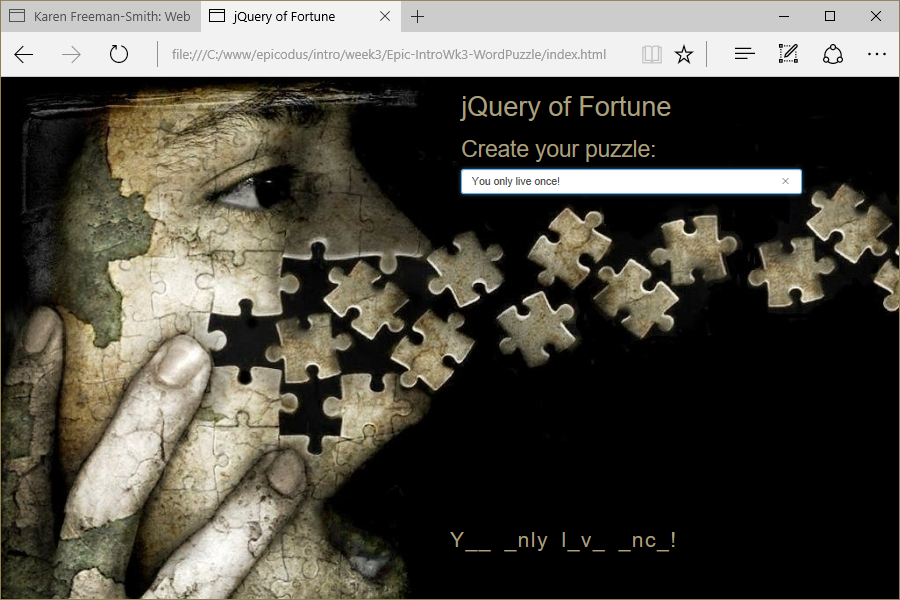 Karen Freeman-Smith: Web
jQuery of Fortune
file:///C:/www/epicodus/intro/week3/Epic-IntroWk3-WordPuzzle/index.html
jQuery of Fortune
Create your puzzle:
You only live once!
Y__ _nly l_v_ _nc_!